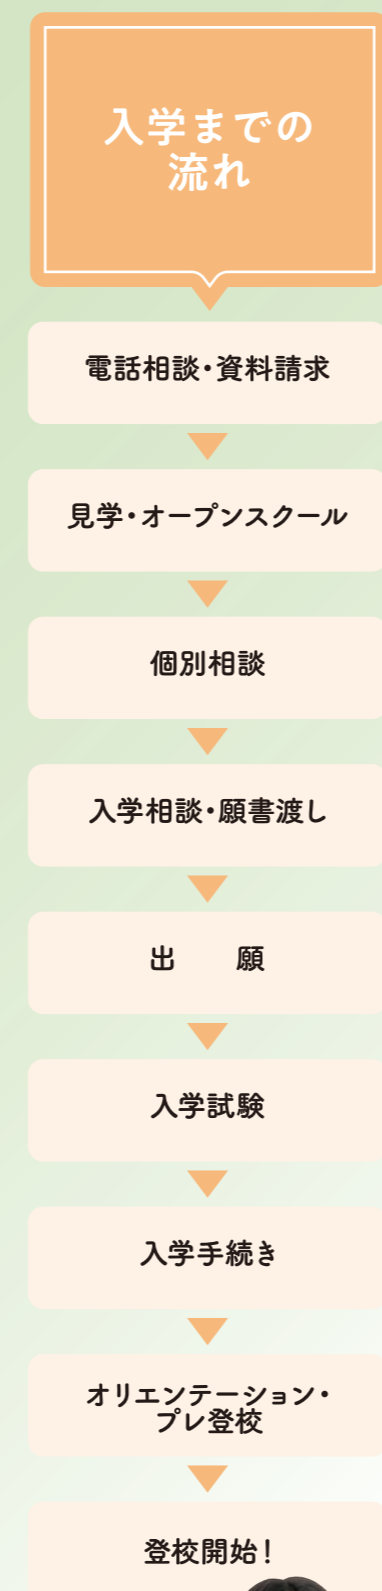 入学までの
流れ
電話相談・資料請求
見学・オープンスクール
個別相談
入学相談・願書渡し
出　　願
入学試験
入学手続き
オリエンテーション・
プレ登校
登校開始！